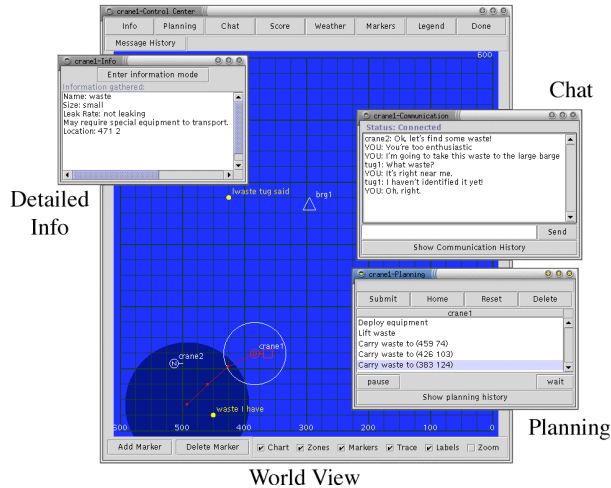 crane1-Control Center
Info Planning Chat Score Weather Markers Legend Done
Message History
600
crane1-Info
Enter information mode
Information gathered:
Name: waste
Size: small
Leak Rate: not leaking
May require special equipment to transport.
Location: 471 2
Detailed
Info
Chat
crane1-Communication
Status: Connected
crane2: Ok, let's find some waste!
YOU: You're too enthusiastic
YOU: I'm going to take this waste to the large barge
tug1: What waste?
YOU: It's right near me.
tug1: I haven't identified it yet!
YOU: Oh, right.
Send
Show Communication History
lwaste tug said
brg1
crane1-Planning
Submit Home Reset Delete
crane1
Deploy equipment
Lift waste
Carry waste to (459 74)
Carry waste to (426 103)
Carry waste to (383 124)
pause wait
Show planning history
Planning
crane1
crane2
waste I have
600 500 400 300 200 100 0
Add Marker Delete Marker Chart Zones Markers Trace Labels Zoom
World View